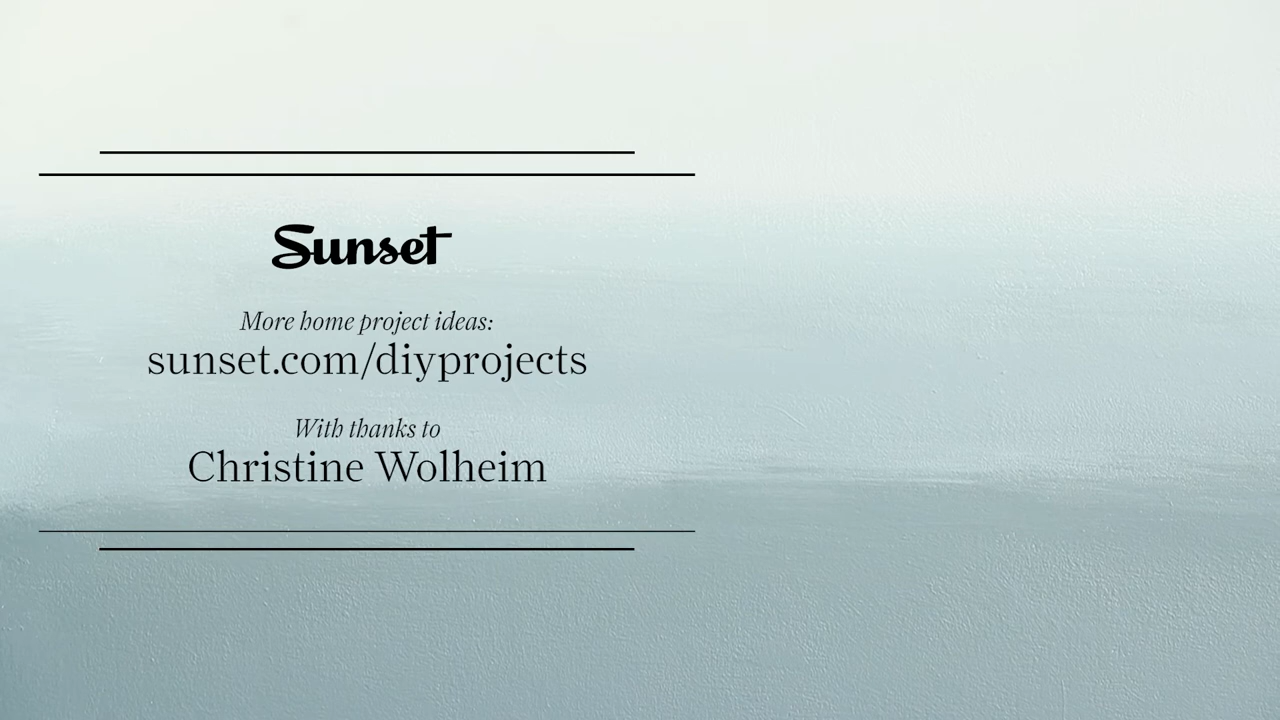 Sunset
More home project ideas:
sunset.com/diyprojects
With thanks to
Christine Wolheim